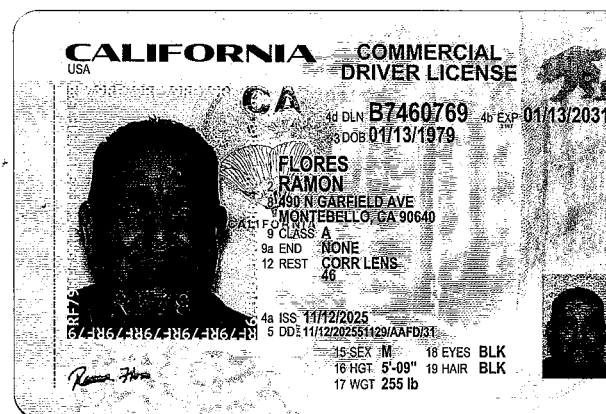 CALIFORNIA
USA
COMMERCIAL
DRIVER LICENSE
CA
4d DLN B7460769 4b EXP 01/13/2031
3 DOB 01/13/1979
FLORES
2 RAMON
8 490 N GARFIELD AVE
MONTEBELLO, CA 90640
CALIFORNIA
9 CLASS A
9a END NONE
12 REST CORR LENS
46
4a ISS 11/12/2025
5 DD 11/12/202551129/AAFD/31
15 SEX M 18 EYES BLK
16 HGT 5'-09" 19 HAIR BLK
17 WGT 255 lb